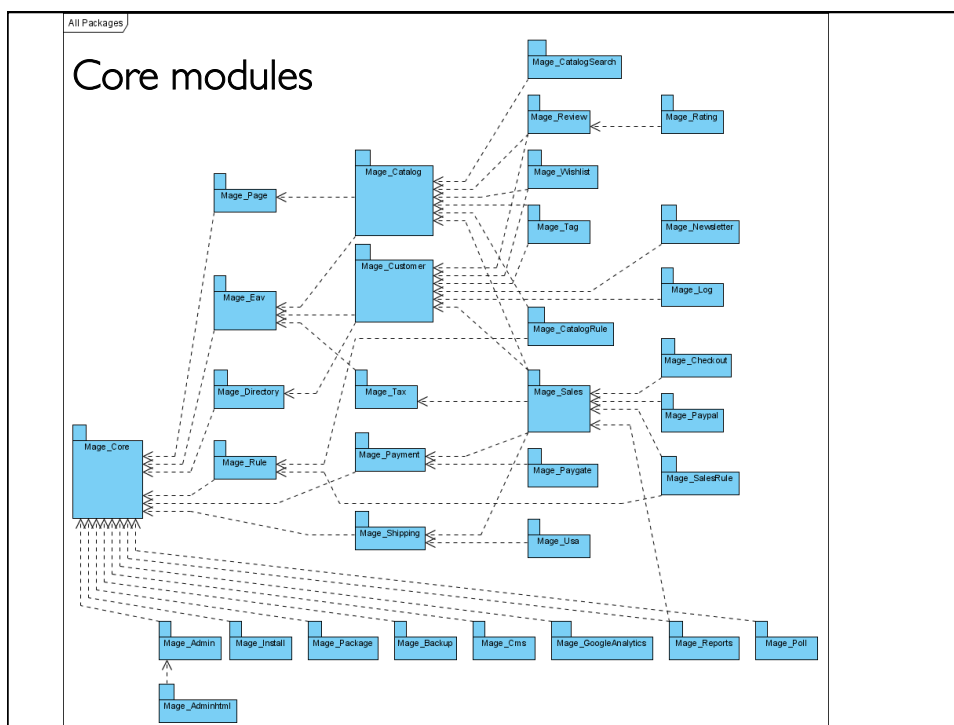 All Packages
Core modules
Mage_CatalogSearch
Mage_Review
Mage_Rating
Mage_Catalog
Mage_Wishlist
Mage_Page
Mage_Tag
Mage_Newsletter
Mage_Customer
Mage_Eav
Mage_Log
Mage_CatalogRule
Mage_Checkout
Mage_Directory
Mage_Tax
Mage_Sales
Mage_Paypal
Mage_Core
Mage_Rule
Mage_Payment
Mage_Paygate
Mage_SalesRule
Mage_Shipping
Mage_Usa
Mage_Admin
Mage_Install
Mage_Package
Mage_Backup
Mage_Cms
Mage_GoogleAnalytics
Mage_Reports
Mage_Poll
Mage_Adminhtml